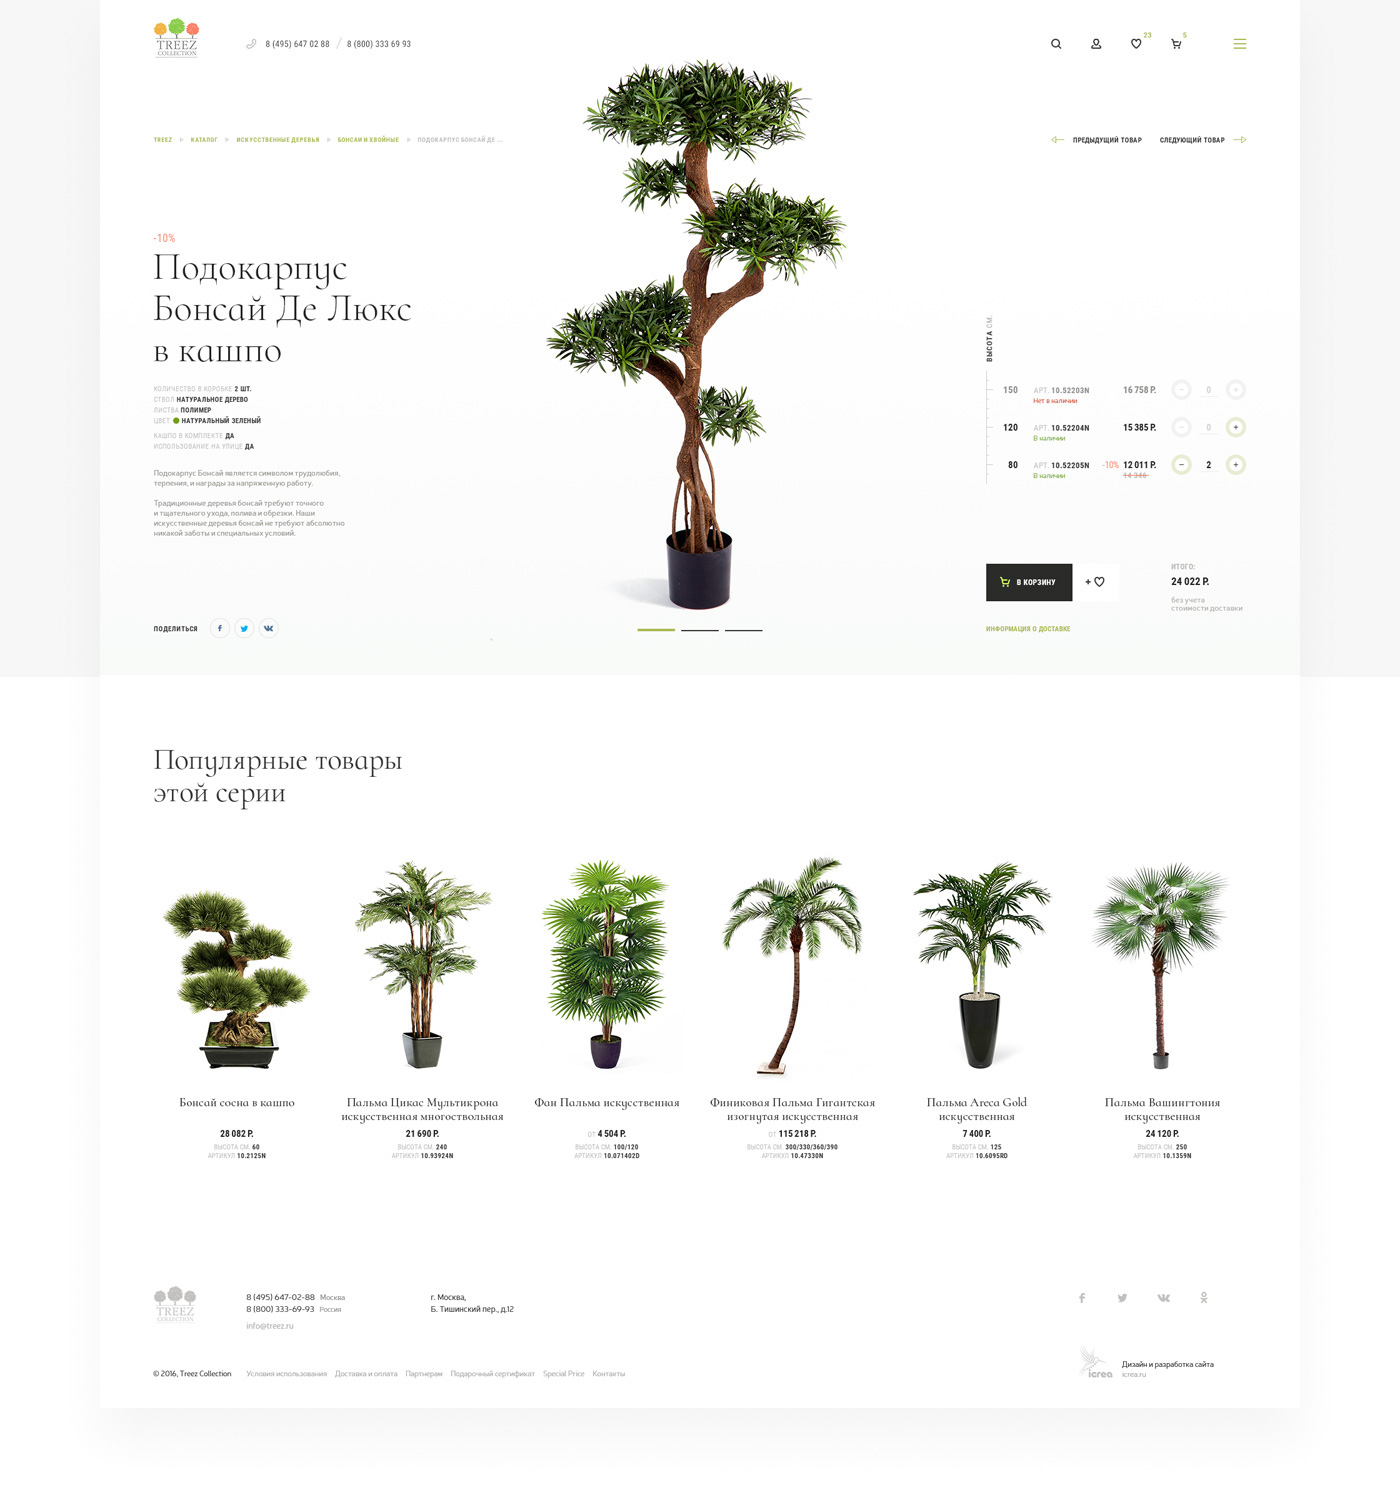 TREEZ
COLLECTION
8 (495) 647 02 88 / 8 (800) 333 69 93
23
5
TREEZ
КАТАЛОГ
ИСКУССТВЕННЫЕ ДЕРЕВЬЯ
БОНСАИ И ХВОЙНЫЕ
ПОДОКАРПУС БОНСАЙ ДЕ ...
ПРЕДЫДУЩИЙ ТОВАР
СЛЕДУЮЩИЙ ТОВАР
-10%
Подокарпус
Бонсай Де Люкс
в кашпо
КОЛИЧЕСТВО В КОРОБКЕ 2 ШТ.
СТВОЛ НАТУРАЛЬНОЕ ДЕРЕВО
ЛИСТВА ПОЛИМЕР
ЦВЕТ НАТУРАЛЬНЫЙ ЗЕЛЕНЫЙ
КАШПО В КОМПЛЕКТЕ ДА
ИСПОЛЬЗОВАНИЕ НА УЛИЦЕ ДА
Подокарпус Бонсай является символом трудолюбия,
терпения, и награды за напряженную работу.
Традиционные деревья бонсай требуют точного
и тщательного ухода, полива и обрезки. Наши
искусственные деревья бонсай не требуют абсолютно
никакой заботы и специальных условий.
ПОДЕЛИТЬСЯ
ВЫСОТА СМ.
150 АРТ. 10.52203N 16 758 Р. − 0 +
Нет в наличии
120 АРТ. 10.52204N 15 385 Р. − 0 +
В наличии
80 АРТ. 10.52205N -10% 12 011 Р. − 2 +
В наличии 14 346
В КОРЗИНУ
+
ИТОГО:
24 022 Р.
без учета
стоимости доставки
ИНФОРМАЦИЯ О ДОСТАВКЕ
Популярные товары
этой серии
Бонсай сосна в кашпо
28 082 Р.
ВЫСОТА СМ. 60
АРТИКУЛ 10.2125N
Пальма Цикас Мультикрона
искусственная многоствольная
21 690 Р.
ВЫСОТА СМ. 240
АРТИКУЛ 10.93924N
Фан Пальма искусственная
ОТ 4 504 Р.
ВЫСОТА СМ. 100/120
АРТИКУЛ 10.071402D
Финиковая Пальма Гигантская
изогнутая искусственная
ОТ 115 218 Р.
ВЫСОТА СМ. 300/330/360/390
АРТИКУЛ 10.47330N
Пальма Areca Gold
искусственная
7 400 Р.
ВЫСОТА СМ. 125
АРТИКУЛ 10.6095RD
Пальма Вашингтония
искусственная
24 120 Р.
ВЫСОТА СМ. 250
АРТИКУЛ 10.1359N
TREEZ
COLLECTION
8 (495) 647-02-88 Москва
8 (800) 333-69-93 Россия
info@treez.ru
г. Москва,
Б. Тишинский пер., д.12
© 2016, Treez Collection
Условия использования
Доставка и оплата
Партнерам
Подарочный сертификат
Special Price
Контакты
icrea
Дизайн и разработка сайта
icrea.ru